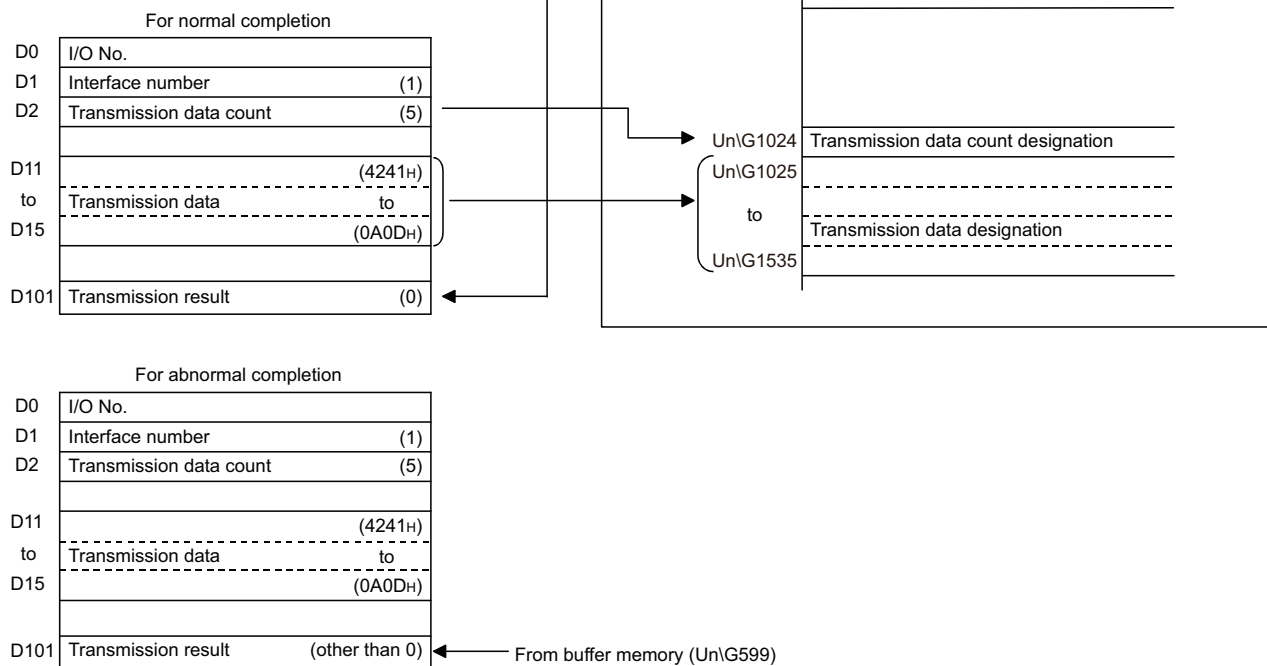 For normal completion
D0 I/O No.
D1 Interface number (1)
D2 Transmission data count (5)
Un\G1024 Transmission data count designation
D11 (4241H)
Un\G1025
to Transmission data to
to
D15 (0A0DH)
Transmission data designation
Un\G1535
D101 Transmission result (0)
For abnormal completion
D0 I/O No.
D1 Interface number (1)
D2 Transmission data count (5)
D11 (4241H)
to Transmission data to
D15 (0A0DH)
D101 Transmission result (other than 0)
From buffer memory (Un\G599)